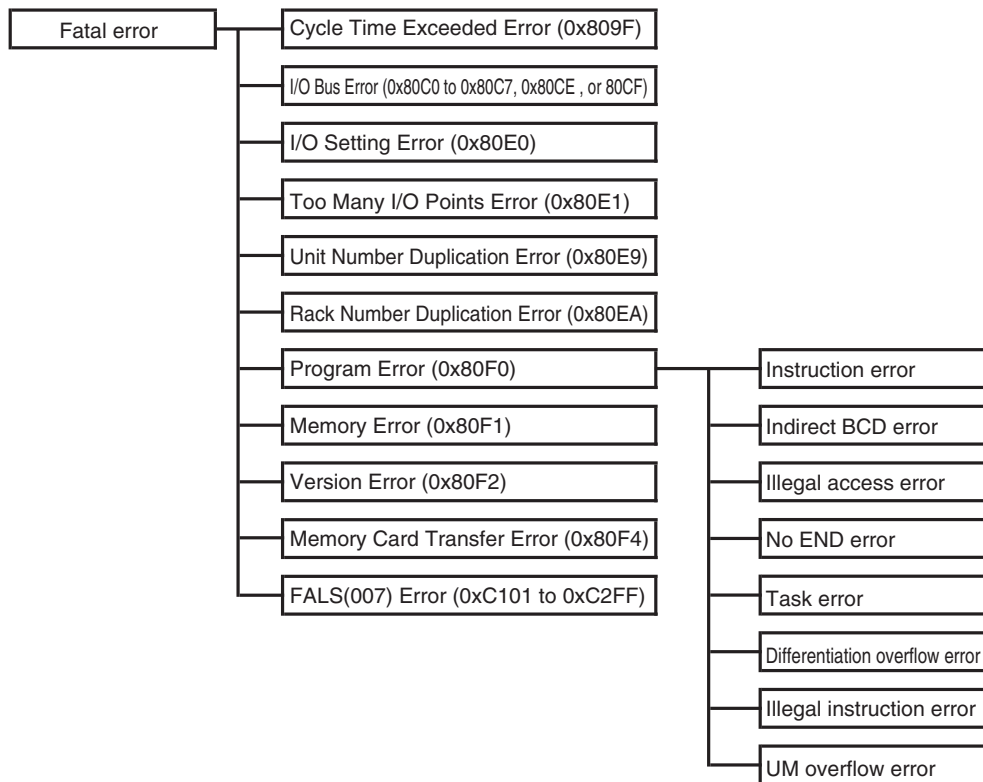 Fatal error
Cycle Time Exceeded Error (0x809F)
I/O Bus Error (0x80C0 to 0x80C7, 0x80CE , or 80CF)
I/O Setting Error (0x80E0)
Too Many I/O Points Error (0x80E1)
Unit Number Duplication Error (0x80E9)
Rack Number Duplication Error (0x80EA)
Program Error (0x80F0)
Memory Error (0x80F1)
Version Error (0x80F2)
Memory Card Transfer Error (0x80F4)
FALS(007) Error (0xC101 to 0xC2FF)
Instruction error
Indirect BCD error
Illegal access error
No END error
Task error
Differentiation overflow error
Illegal instruction error
UM overflow error